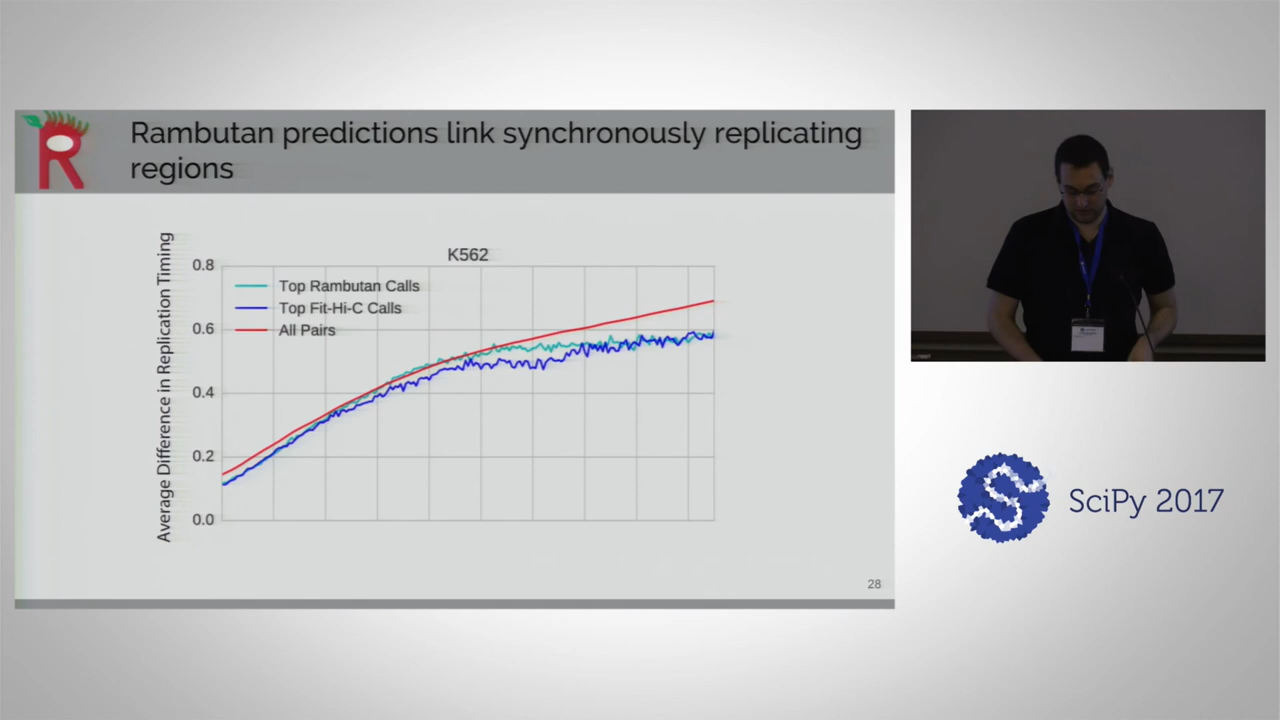 Rambutan predictions link synchronously replicating
regions
K562
Average Difference in Replication Timing
0.8
0.6
0.4
0.2
0.0
Top Rambutan Calls
Top Fit-Hi-C Calls
All Pairs
28
SciPy 2017